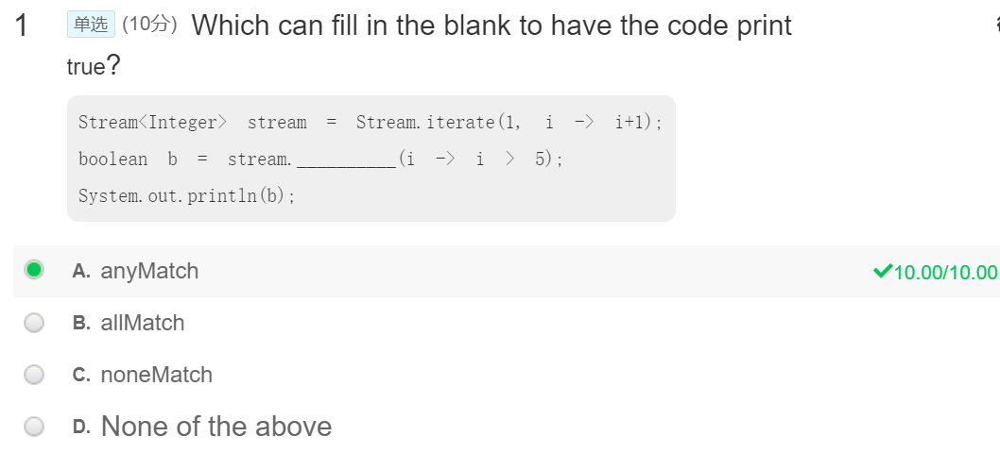 1 单选 (10分) Which can fill in the blank to have the code print
true?
Stream<Integer> stream = Stream.iterate(1, i -> i+1);
boolean b = stream.__________(i -> i > 5);
System.out.println(b);
A. anyMatch 10.00/10.00
B. allMatch
C. noneMatch
D. None of the above